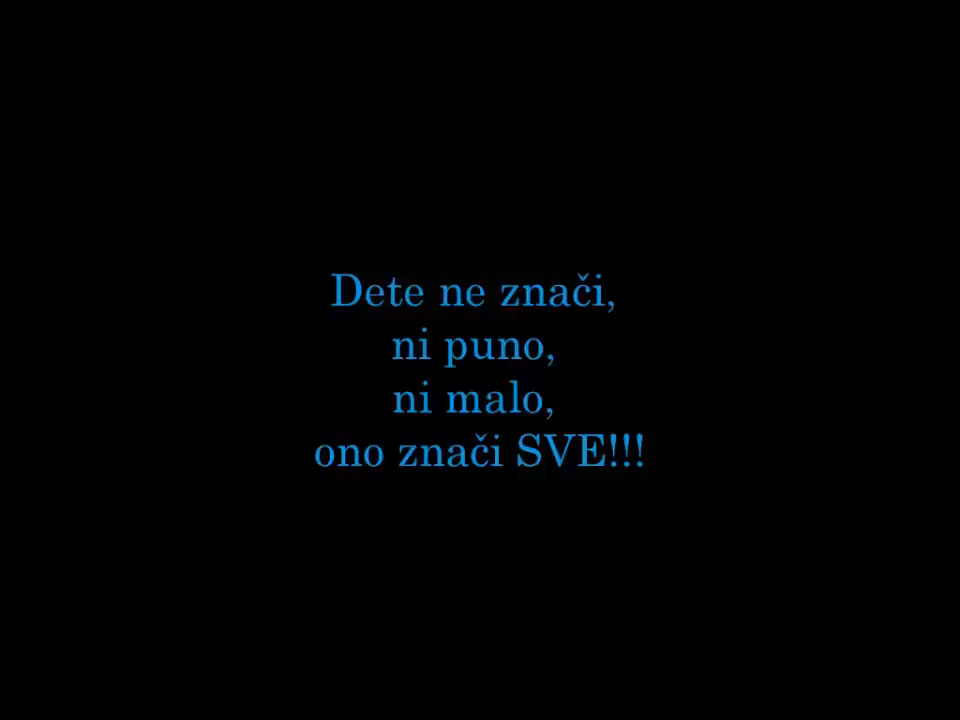 Dete ne znači,
ni puno,
ni malo,
ono znači SVE!!!